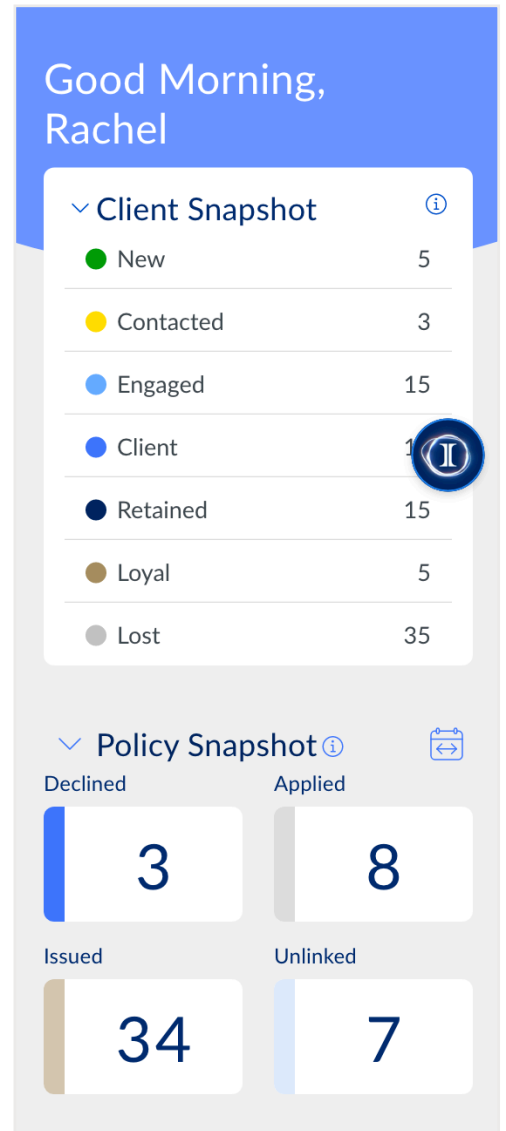 Good Morning,
Rachel
Client Snapshot
New 5
Contacted 3
Engaged 15
Client
Retained 15
Loyal 5
Lost 35
Policy Snapshot
Declined Applied
3 8
Issued Unlinked
34 7